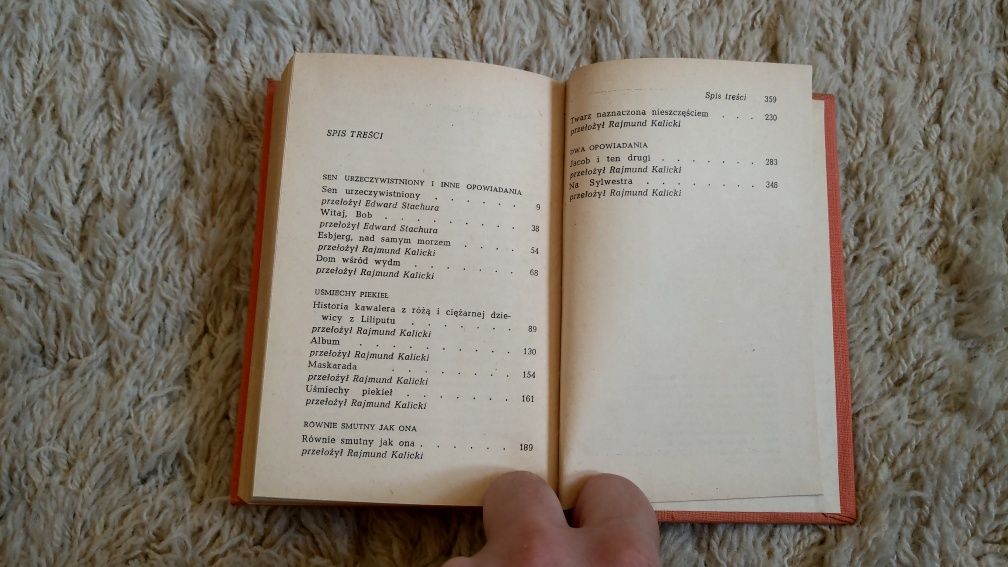 SPIS TREŚCI
SEN URZECZYWISTNIONY I INNE OPOWIADANIA
Sen urzeczywistniony . . . . . . 9
przełożył Edward Stachura
Witaj, Bob . . . . . . . . 38
przełożył Edward Stachura
Esbjerg, nad samym morzem . . . . 54
przełożył Rajmund Kalicki
Dom wśród wydm . . . . . . . 68
przełożył Rajmund Kalicki
UŚMIECHY PIEKIEŁ
Historia kawalera z różą i ciężarnej dzie-
wicy z Liliputu . . . . . . . 89
przełożył Rajmund Kalicki
Album . . . . . . . . . 130
przełożył Rajmund Kalicki
Maskarada . . . . . . . . 154
przełożył Rajmund Kalicki
Uśmiechy piekieł . . . . . . . 161
przełożył Rajmund Kalicki
RÓWNIE SMUTNY JAK ONA
Równie smutny jak ona . . . . . . 189
przełożył Rajmund Kalicki
Spis treści 359
Twarz naznaczona nieszczęściem . . . 230
przełożył Rajmund Kalicki
DWA OPOWIADANIA
Jacob i ten drugi . . . . . . . 283
przełożył Rajmund Kalicki
Na Sylwestra . . . . . . . . 348
przełożył Rajmund Kalicki